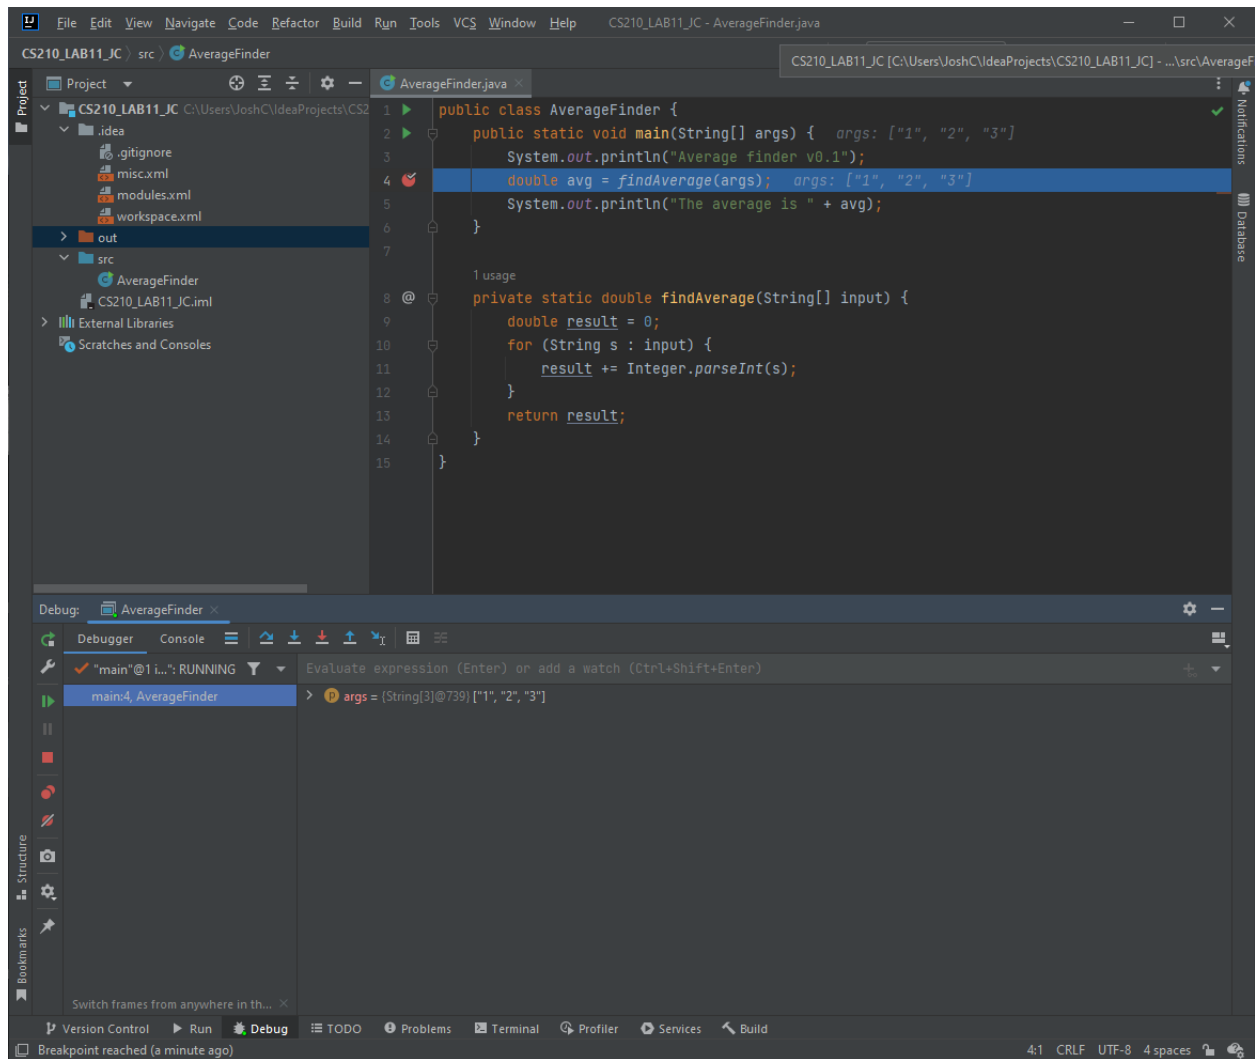 File Edit View Navigate Code Refactor Build Run Tools VCS Window Help CS210_LAB11_JC - AverageFinder.java
CS210_LAB11_JC src AverageFinder
CS210_LAB11_JC [C:\Users\JoshC\IdeaProjects\CS210_LAB11_JC] - ...\src\AverageF
Project
Project
AverageFinder.java
CS210_LAB11_JC C:\Users\JoshC\IdeaProjects\CS2
.idea
.gitignore
misc.xml
modules.xml
workspace.xml
out
src
AverageFinder
CS210_LAB11_JC.iml
External Libraries
Scratches and Consoles
1 public class AverageFinder {
2 public static void main(String[] args) { args: ["1", "2", "3"]
3 System.out.println("Average finder v0.1");
4 double avg = findAverage(args); args: ["1", "2", "3"]
5 System.out.println("The average is " + avg);
6 }
7
1 usage
8 @ private static double findAverage(String[] input) {
9 double result = 0;
10 for (String s : input) {
11 result += Integer.parseInt(s);
12 }
13 return result;
14 }
15 }
Notifications
Database
Debug: AverageFinder
Debugger Console
"main"@1 i...": RUNNING
Evaluate expression (Enter) or add a watch (Ctrl+Shift+Enter)
main:4, AverageFinder
args = {String[3]@739} ["1", "2", "3"]
Structure
Bookmarks
Switch frames from anywhere in th...
Version Control Run Debug TODO Problems Terminal Profiler Services Build
Breakpoint reached (a minute ago) 4:1 CRLF UTF-8 4 spaces